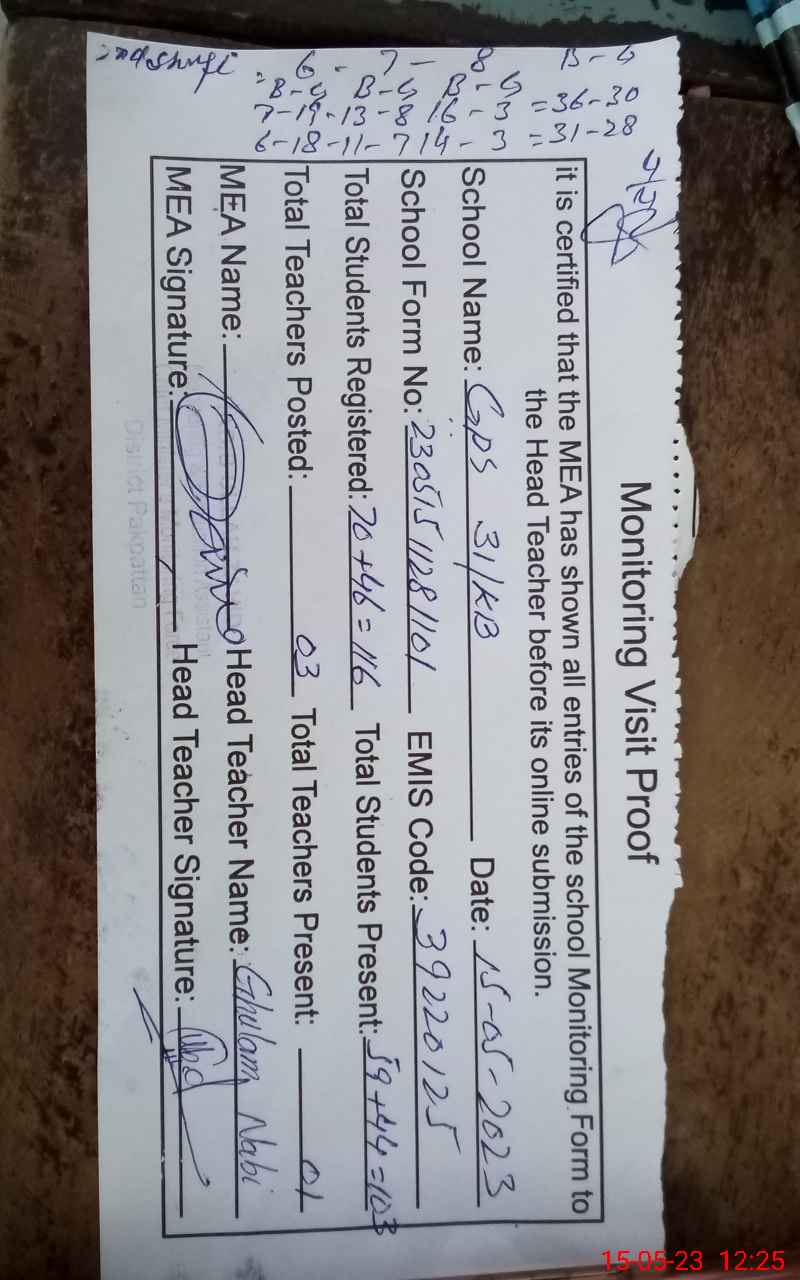 Monitoring Visit Proof
it is certified that the MEA has shown all entries of the school Monitoring Form to
the Head Teacher before its online submission.
School Name: GPS 31/KB Date: 15-05-2023
School Form No: 23051511281101 EMIS Code: 39220125
Total Students Registered: 70+46=116 Total Students Present: 59+44=103
Total Teachers Posted: 03 Total Teachers Present: 01
MEA Name: Head Teacher Name: Ghulam Nabi
MEA Signature: Head Teacher Signature:
District Pakpattan
6 - 7 - 8 B-G
B-G B-G B-G
7-19-13-8 16-3 =36-30
6-18-11-7 14-3 =31-28
15-05-23 12:25